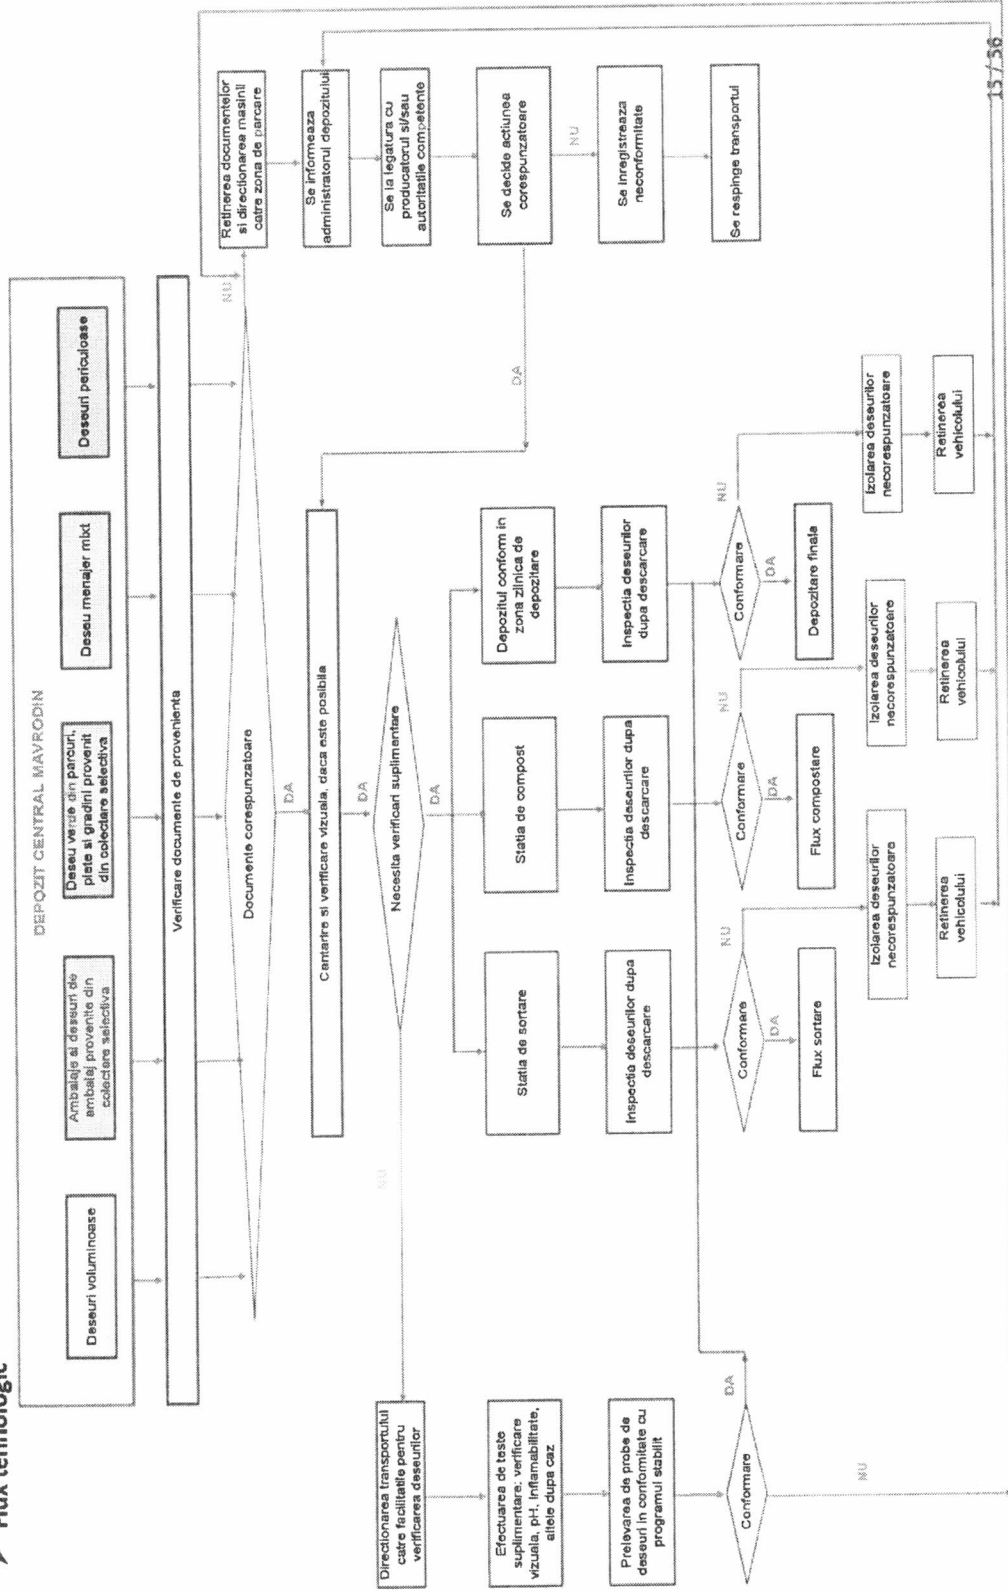 Flux tehnologic
DEPOZIT CENTRAL MAVRODIN
Deseuri voluminoase
Ambalaje si deseuri de
ambalaj provenite din
colectare selectiva
Deseu verde din parcuri,
piete si gradini provenit
din colectare selectiva
Deseu menajer mixt
Deseuri periculoase
Verificare documente de provenienta
Documente corespunzatoare
NU
DA
Retinerea documentelor
si directionarea masinii
catre zona de parcare
Se informeaza
administratorul depozitului
Se ia legatura cu
producatorul si/sau
autoritatile competente
Se decide actiunea
corespunzatoare
NU
DA
Se inregistreaza
neconformitate
Se respinge transportul
Cantarire si verificare vizuala, daca este posibila
DA
Necesita verificari suplimentare
NU
DA
Directionarea transportului
catre facilitatile pentru
verificarea deseurilor
Efectuarea de teste
suplimentare: verificare
vizuala, pH, inflamabilitate,
altele dupa caz
Prelevarea de probe de
deseuri in conformitate cu
programul stabilit
Conformare
DA
NU
Statia de sortare
Statia de compost
Depozitul conform in
zona zilnica de
depozitare
Inspectia deseurilor dupa
descarcare
Inspectia deseurilor dupa
descarcare
Inspectia deseurilor
dupa descarcare
Conformare
NU
DA
Conformare
NU
DA
Conformare
NU
DA
Flux sortare
Flux compostare
Depozitare finala
Izolarea deseurilor
necorespunzatoare
Izolarea deseurilor
necorespunzatoare
Izolarea deseurilor
necorespunzatoare
Retinerea
vehicolului
Retinerea
vehicolului
Retinerea
vehicolului
15 / 56